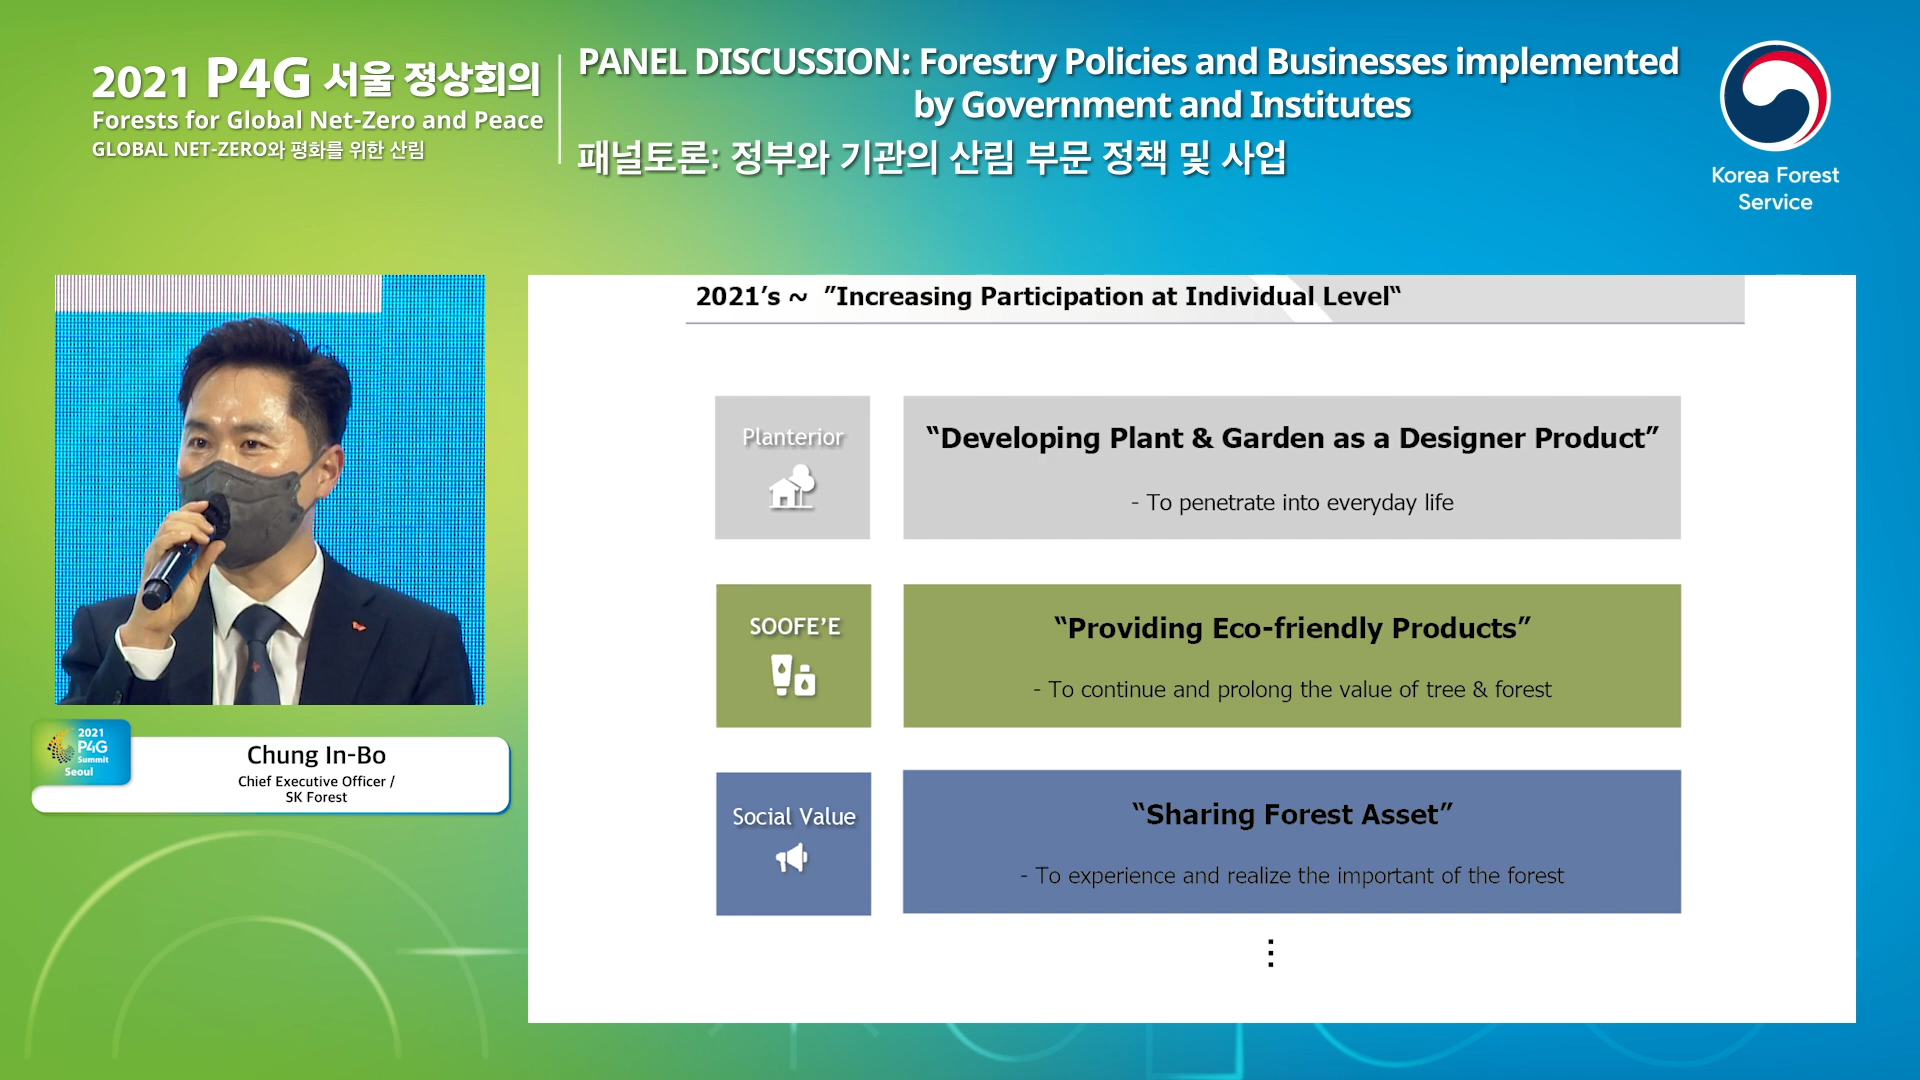 2021 P4G 서울 정상회의
Forests for Global Net-Zero and Peace
GLOBAL NET-ZERO와 평화를 위한 산림
PANEL DISCUSSION: Forestry Policies and Businesses implemented
by Government and Institutes
패널토론: 정부와 기관의 산림 부문 정책 및 사업
Korea Forest
Service
2021's ~ ”Increasing Participation at Individual Level“
Planterior
“Developing Plant & Garden as a Designer Product”
- To penetrate into everyday life
SOOFE'E
“Providing Eco-friendly Products”
- To continue and prolong the value of tree & forest
Social Value
“Sharing Forest Asset”
- To experience and realize the important of the forest
2021
P4G
Summit
Seoul
Chung In-Bo
Chief Executive Officer /
SK Forest